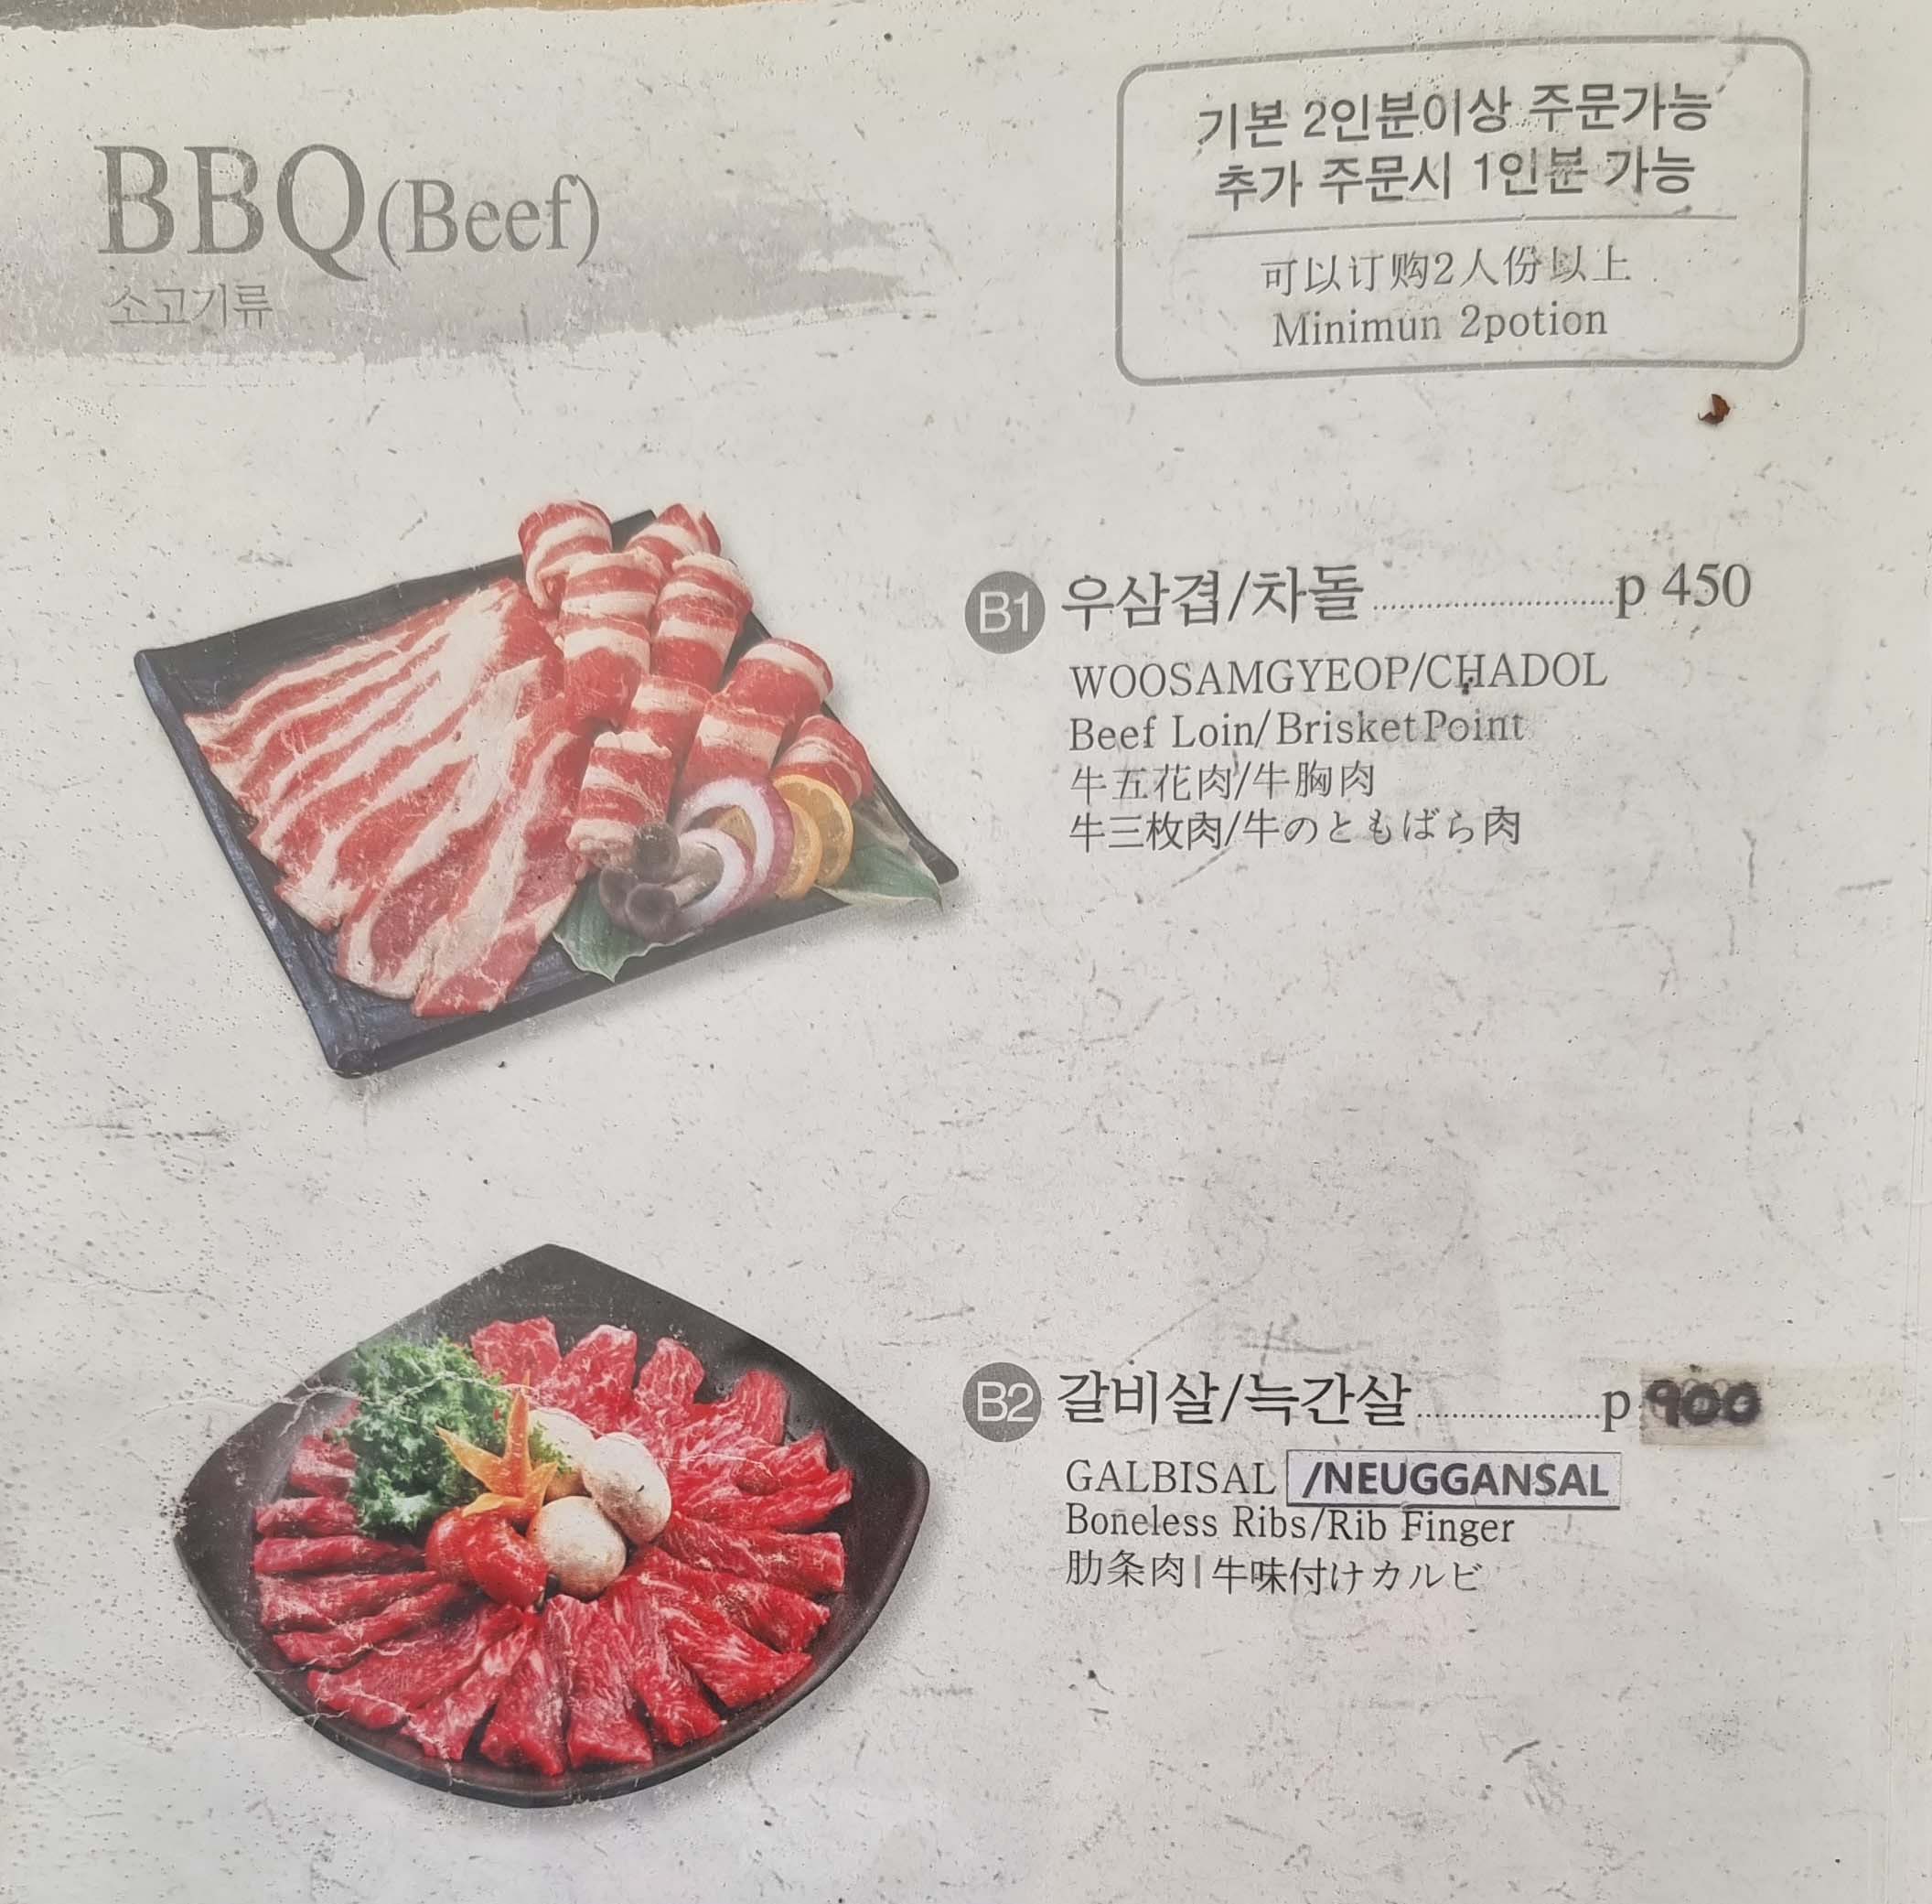 BBQ(Beef)
소고기류
기본 2인분이상 주문가능
추가 주문시 1인분 가능
可以订购2人份以上
Minimun 2potion
B1 우삼겹/차돌 ............................p 450
WOOSAMGYEOP/CHADOL
Beef Loin/Brisket Point
牛五花肉/牛胸肉
牛三枚肉/牛のともばら肉
B2 갈비살/늑간살 .....................p 900
GALBISAL /NEUGGANSAL
Boneless Ribs/Rib Finger
肋条肉 | 牛味付けカルビ